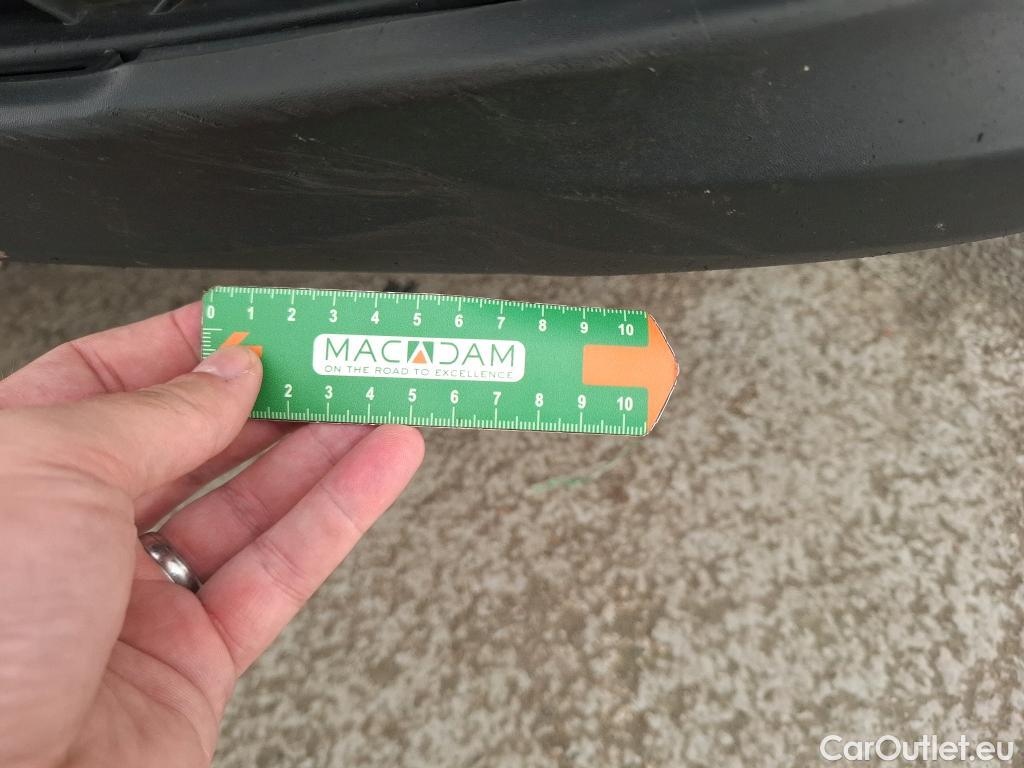 0 1 2 3 4 5 6 7 8 9 10
MACADAM
ON THE ROAD TO EXCELLENCE
2 3 4 5 6 7 8 9 10
CarOutlet.eu